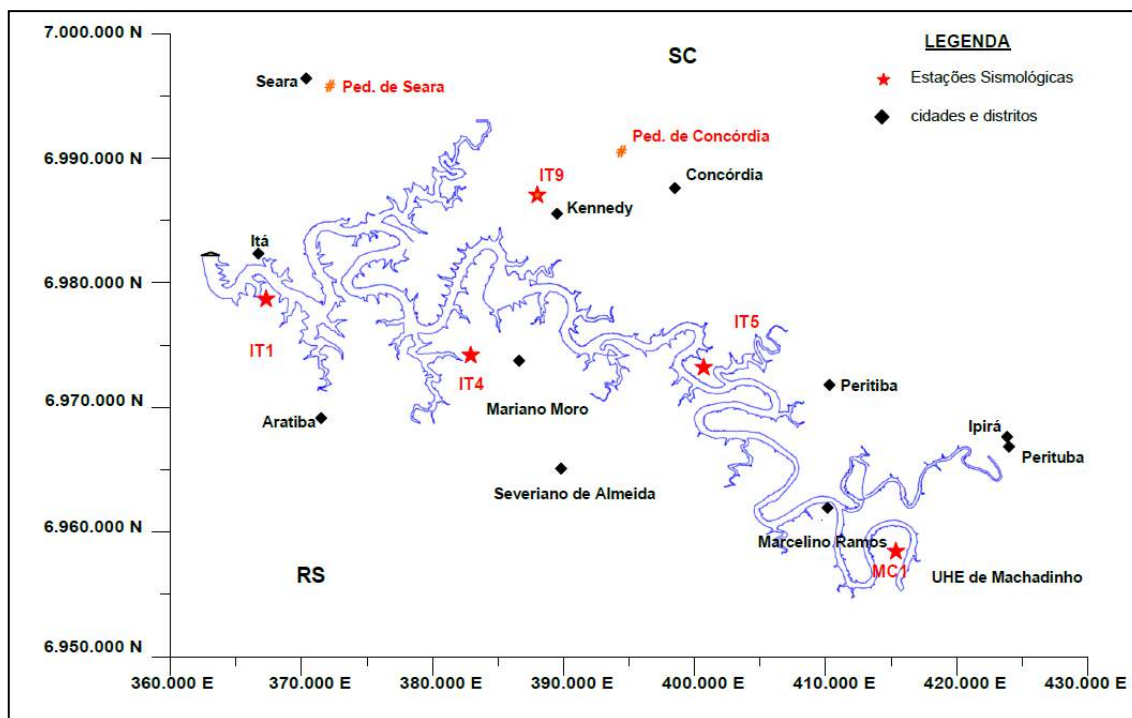 7.000.000 N
SC
LEGENDA
Estações Sismológicas
cidades e distritos
Seara
# Ped. de Seara
Ped. de Concórdia
#
6.990.000 N
IT9
Concórdia
Kennedy
Itá
6.980.000 N
IT1
IT5
IT4
Mariano Moro
Peritiba
6.970.000 N
Aratiba
Ipirá
Perituba
Severiano de Almeida
6.960.000 N
Marcelino Ramos
MC1
UHE de Machadinho
RS
6.950.000 N
360.000 E 370.000 E 380.000 E 390.000 E 400.000 E 410.000 E 420.000 E 430.000 E